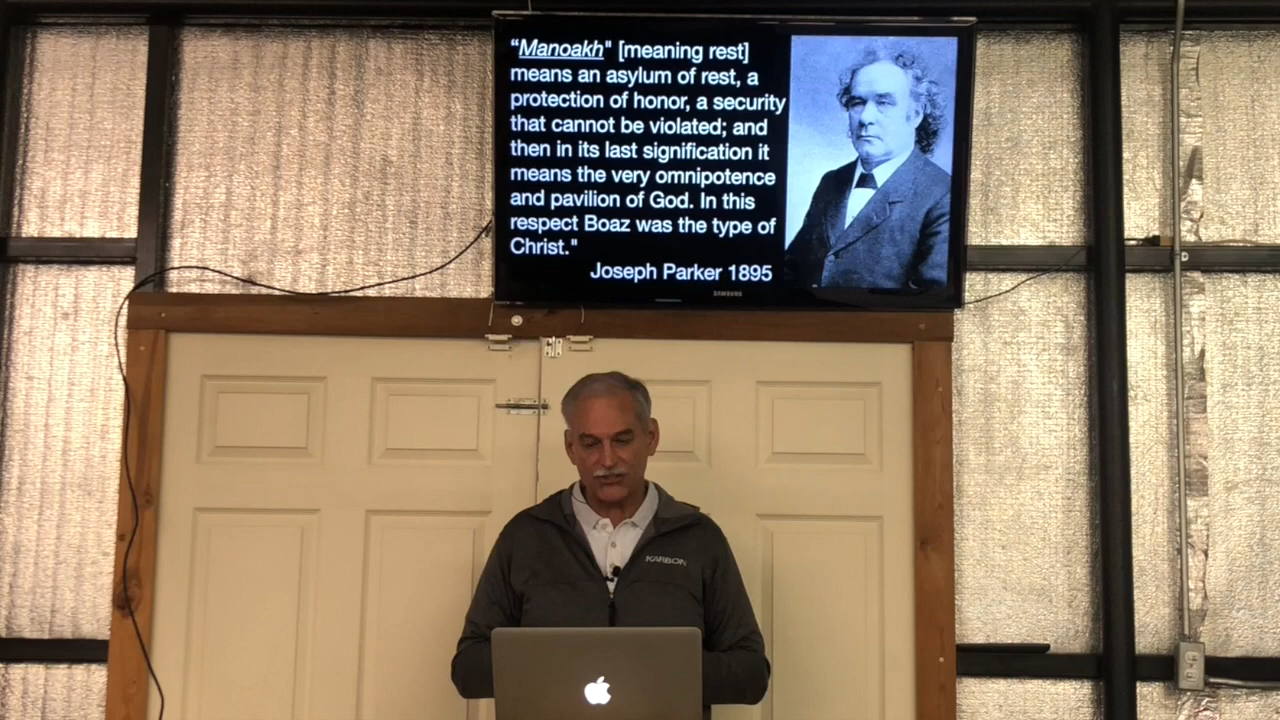 “Manoakh" [meaning rest]
means an asylum of rest, a
protection of honor, a security
that cannot be violated; and
then in its last signification it
means the very omnipotence
and pavilion of God. In this
respect Boaz was the type of
Christ."
Joseph Parker 1895
SAMSUNG
KARBON